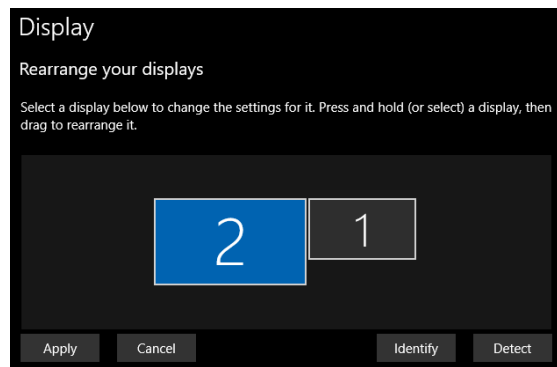 Display
Rearrange your displays
Select a display below to change the settings for it. Press and hold (or select) a display, then
drag to rearrange it.
2
1
Apply
Cancel
Identify
Detect